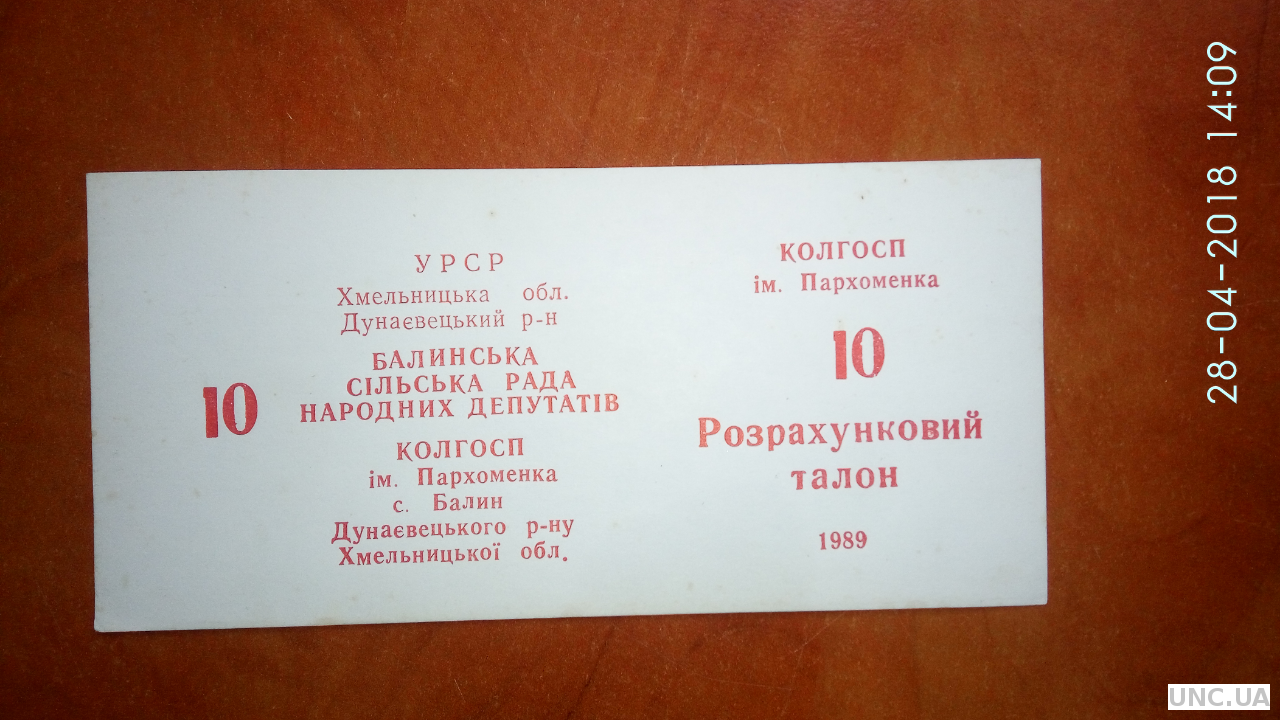 УРСР
Хмельницька обл.
Дунаєвецький р-н
БАЛИНСЬКА
СІЛЬСЬКА РАДА
НАРОДНИХ ДЕПУТАТІВ
10
КОЛГОСП
ім. Пархоменка
с. Балин
Дунаєвецького р-ну
Хмельницької обл.
КОЛГОСП
ім. Пархоменка
10
Розрахунковий
талон
1989
28-04-2018 14:09
UNC.UA